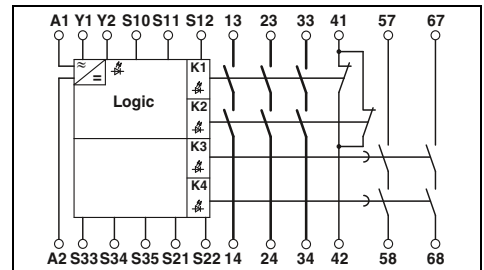 A1 Y1 Y2 S10 S11 S12 13 23 33 41 57 67
≈
=
K1
Logic
K2
K3
K4
A2 S33 S34 S35 S21 S22 14 24 34 42 58 68